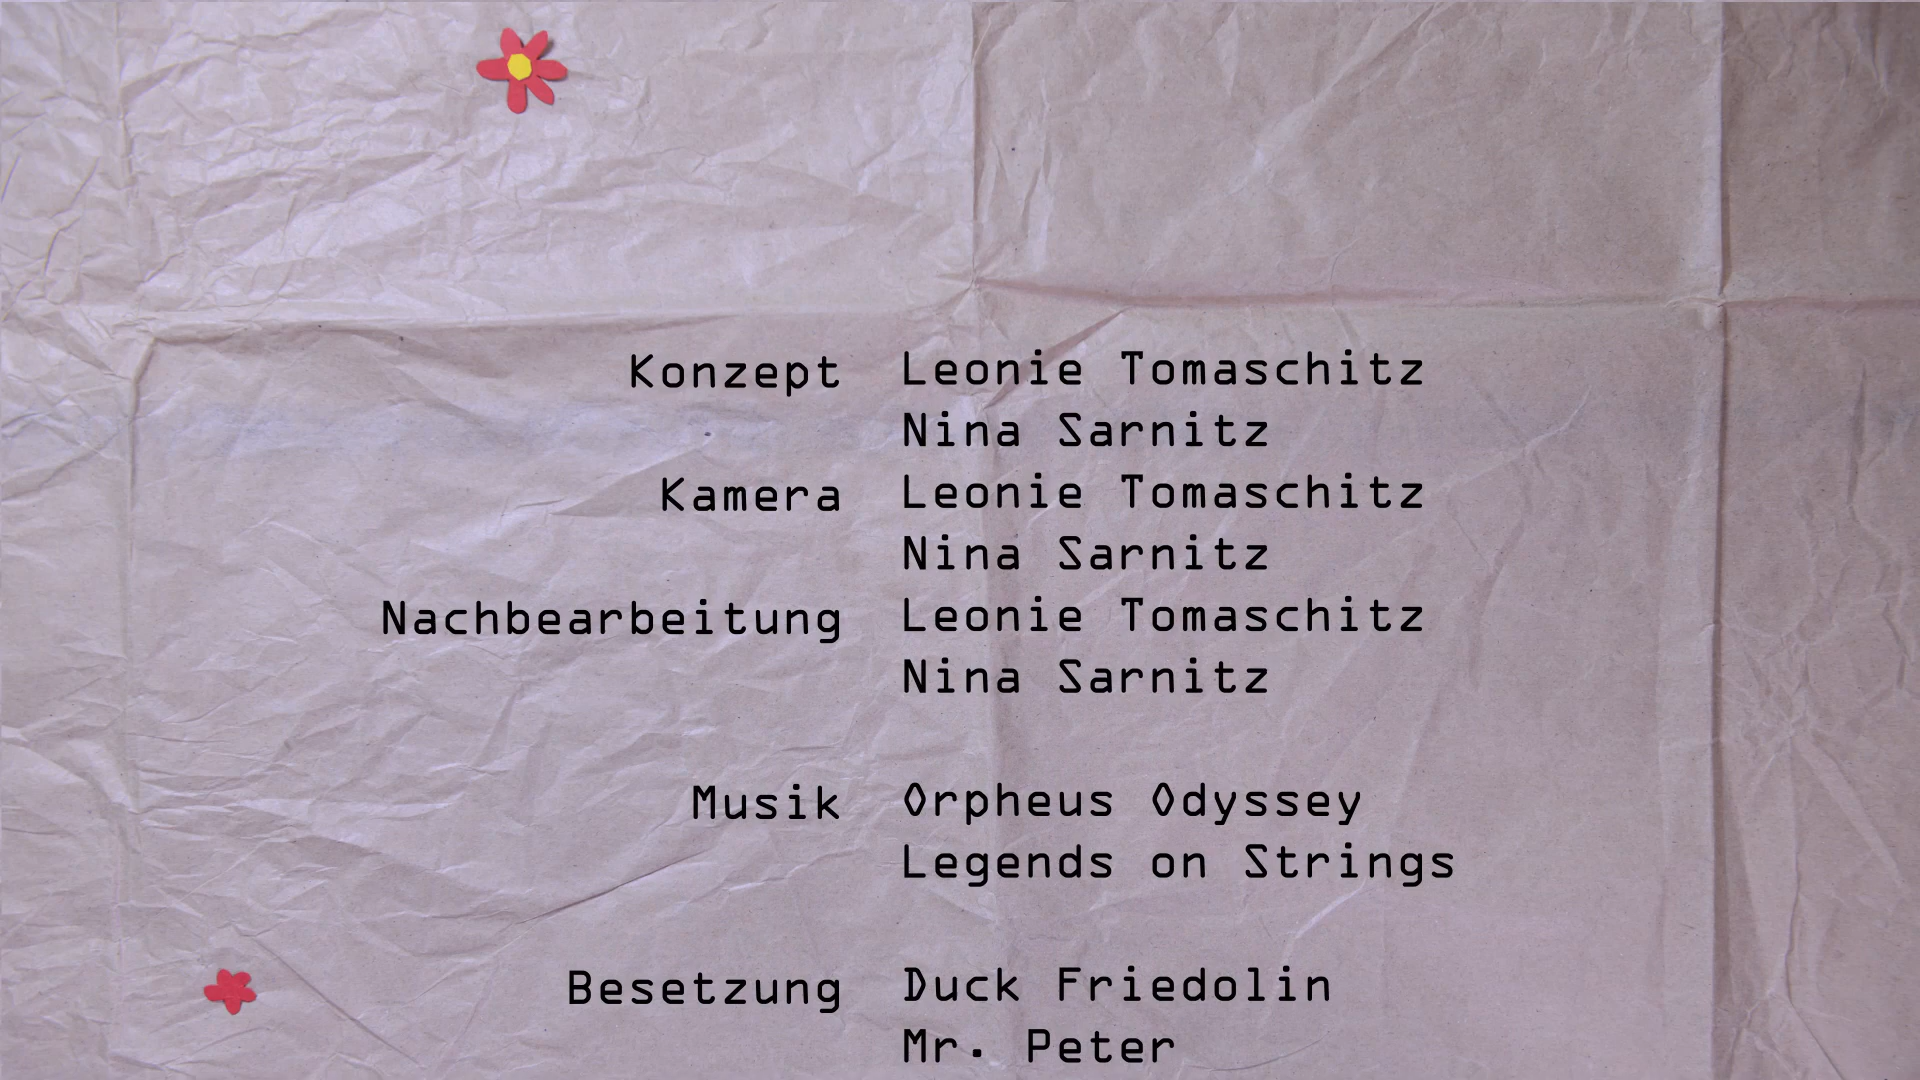 Konzept Leonie Tomaschitz
Nina Sarnitz
Kamera Leonie Tomaschitz
Nina Sarnitz
Nachbearbeitung Leonie Tomaschitz
Nina Sarnitz
Musik Orpheus Odyssey
Legends on Strings
Besetzung Duck Friedolin
Mr. Peter